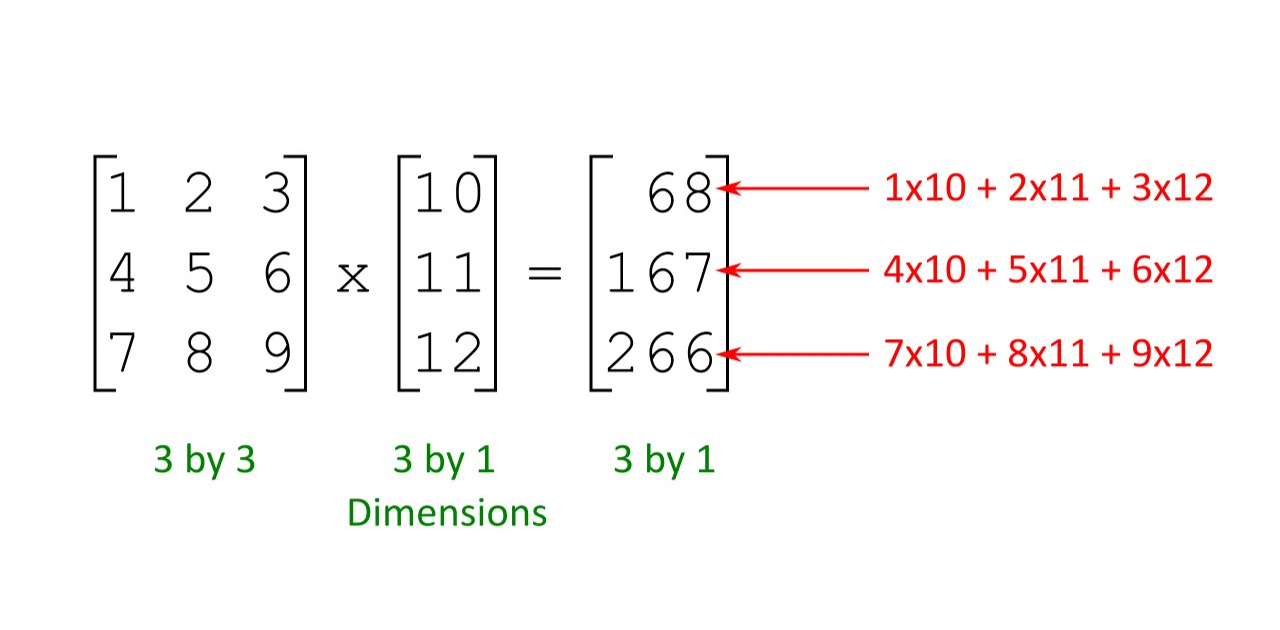 1 2 3 10 68 1x10 + 2x11 + 3x12
4 5 6 x 11 = 167 4x10 + 5x11 + 6x12
7 8 9 12 266 7x10 + 8x11 + 9x12
3 by 3 3 by 1 3 by 1
Dimensions